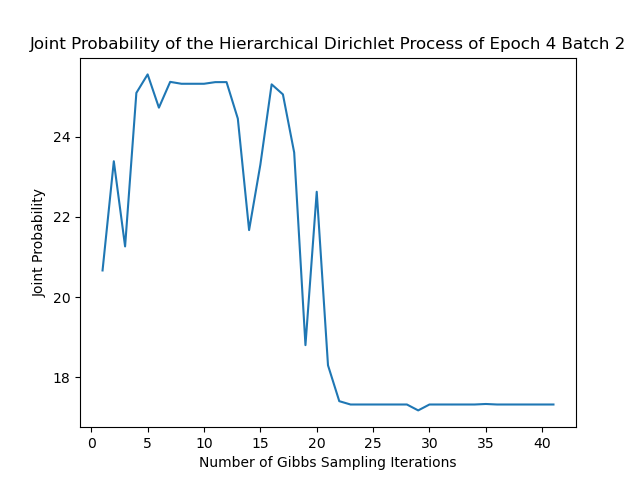 Joint Probability of the Hierarchical Dirichlet Process of Epoch 4 Batch 2
24
22
20
18
Joint Probability
0 5 10 15 20 25 30 35 40
Number of Gibbs Sampling Iterations